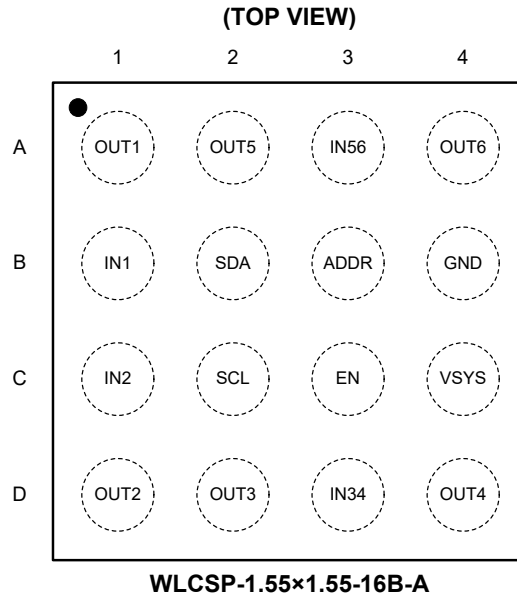 (TOP VIEW)
1 2 3 4
A OUT1 OUT5 IN56 OUT6
B IN1 SDA ADDR GND
C IN2 SCL EN VSYS
D OUT2 OUT3 IN34 OUT4
WLCSP-1.55×1.55-16B-A